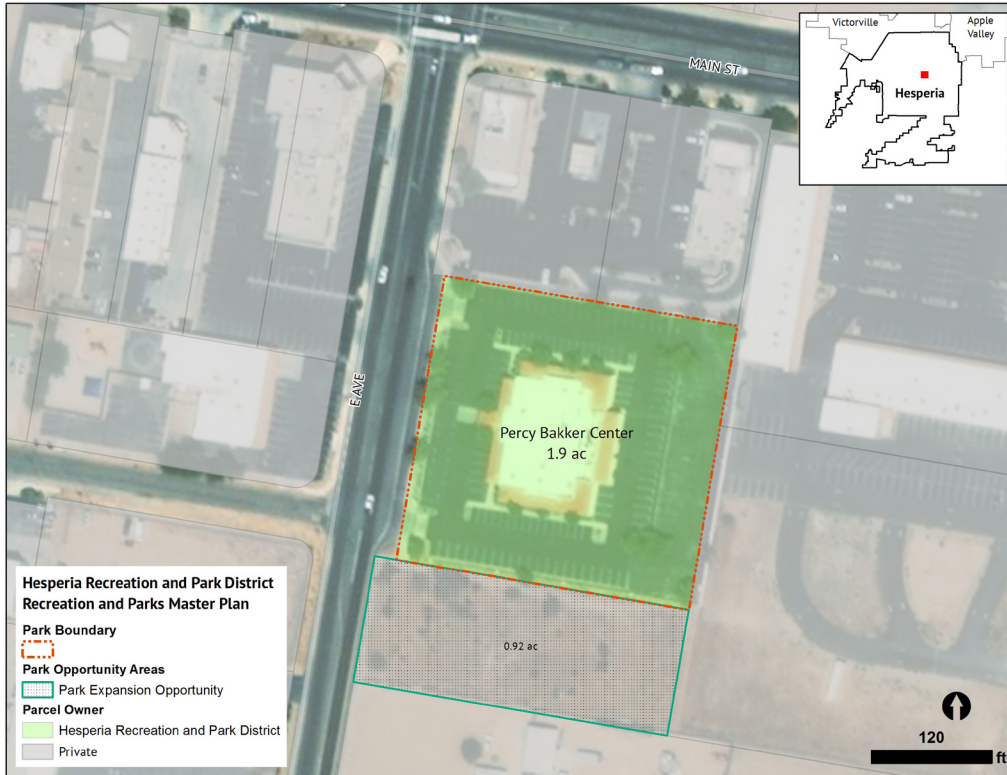 Victorville
Apple
Valley
Hesperia
MAIN ST
E AVE
Percy Bakker Center
1.9 ac
0.92 ac
Hesperia Recreation and Park District
Recreation and Parks Master Plan
Park Boundary
Park Opportunity Areas
Park Expansion Opportunity
Parcel Owner
Hesperia Recreation and Park District
Private
120
ft